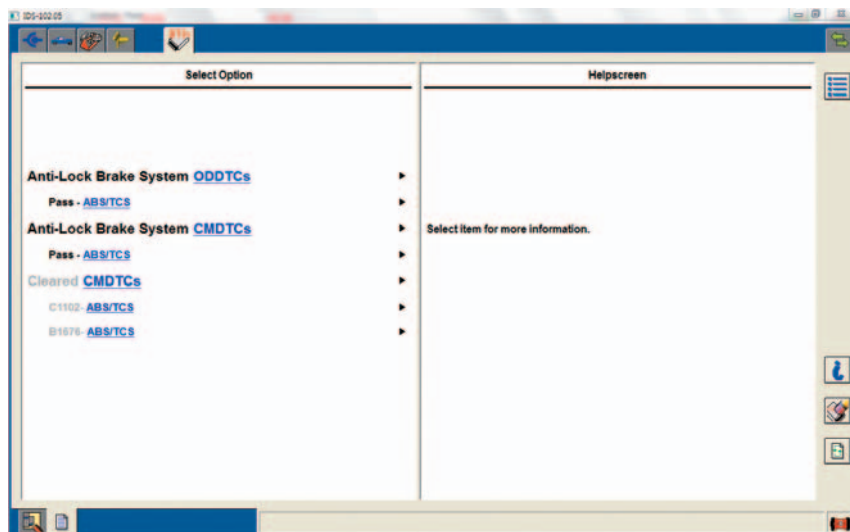 IDS-102.05
Select Option
Helpscreen
Anti-Lock Brake System ODDTCs
Pass - ABS/TCS
Anti-Lock Brake System CMDTCs
Pass - ABS/TCS
Select item for more information.
Cleared CMDTCs
C1102- ABS/TCS
B1676- ABS/TCS